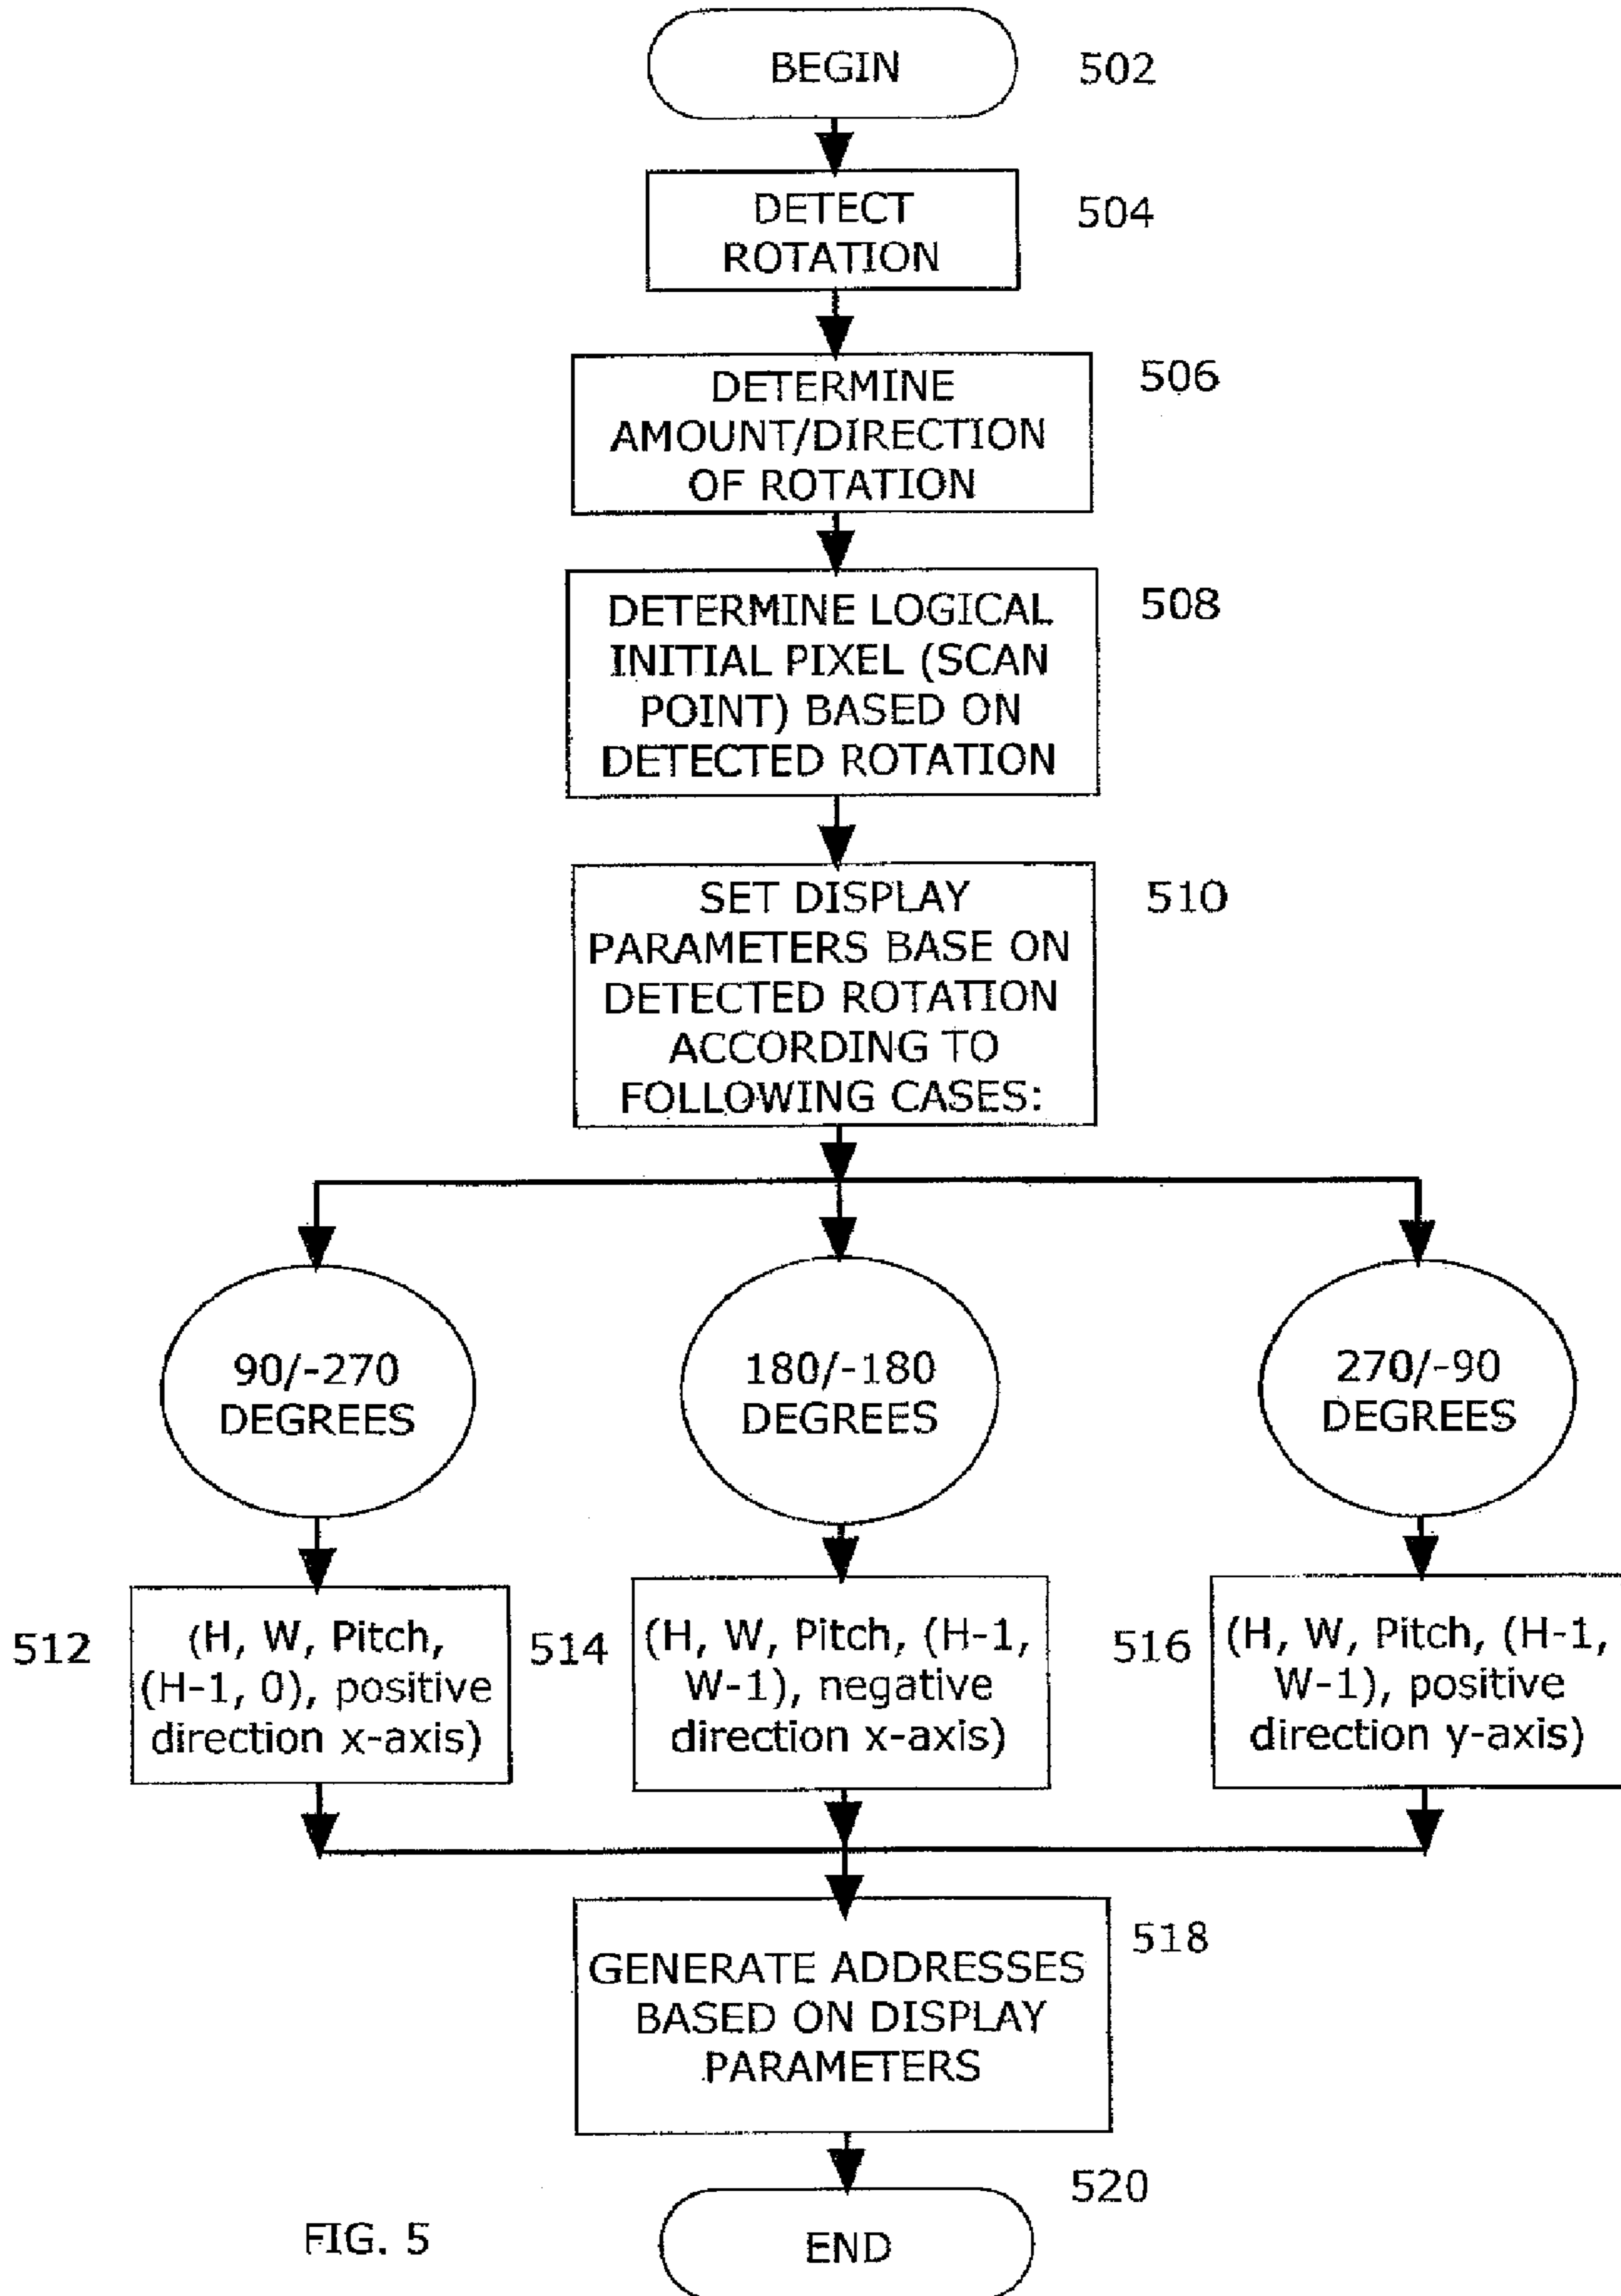 BEGIN
502
DETECT
ROTATION
504
DETERMINE
AMOUNT/DIRECTION
OF ROTATION
506
DETERMINE LOGICAL
INITIAL PIXEL (SCAN
POINT) BASED ON
DETECTED ROTATION
508
SET DISPLAY
PARAMETERS BASE ON
DETECTED ROTATION
ACCORDING TO
FOLLOWING CASES:
510
90/-270
DEGREES
180/-180
DEGREES
270/-90
DEGREES
512
(H, W, Pitch,
(H-1, 0), positive
direction x-axis)
514
(H, W, Pitch, (H-1,
W-1), negative
direction x-axis)
516
(H, W, Pitch, (H-1,
W-1), positive
direction y-axis)
GENERATE ADDRESSES
BASED ON DISPLAY
PARAMETERS
518
520
END
FIG. 5